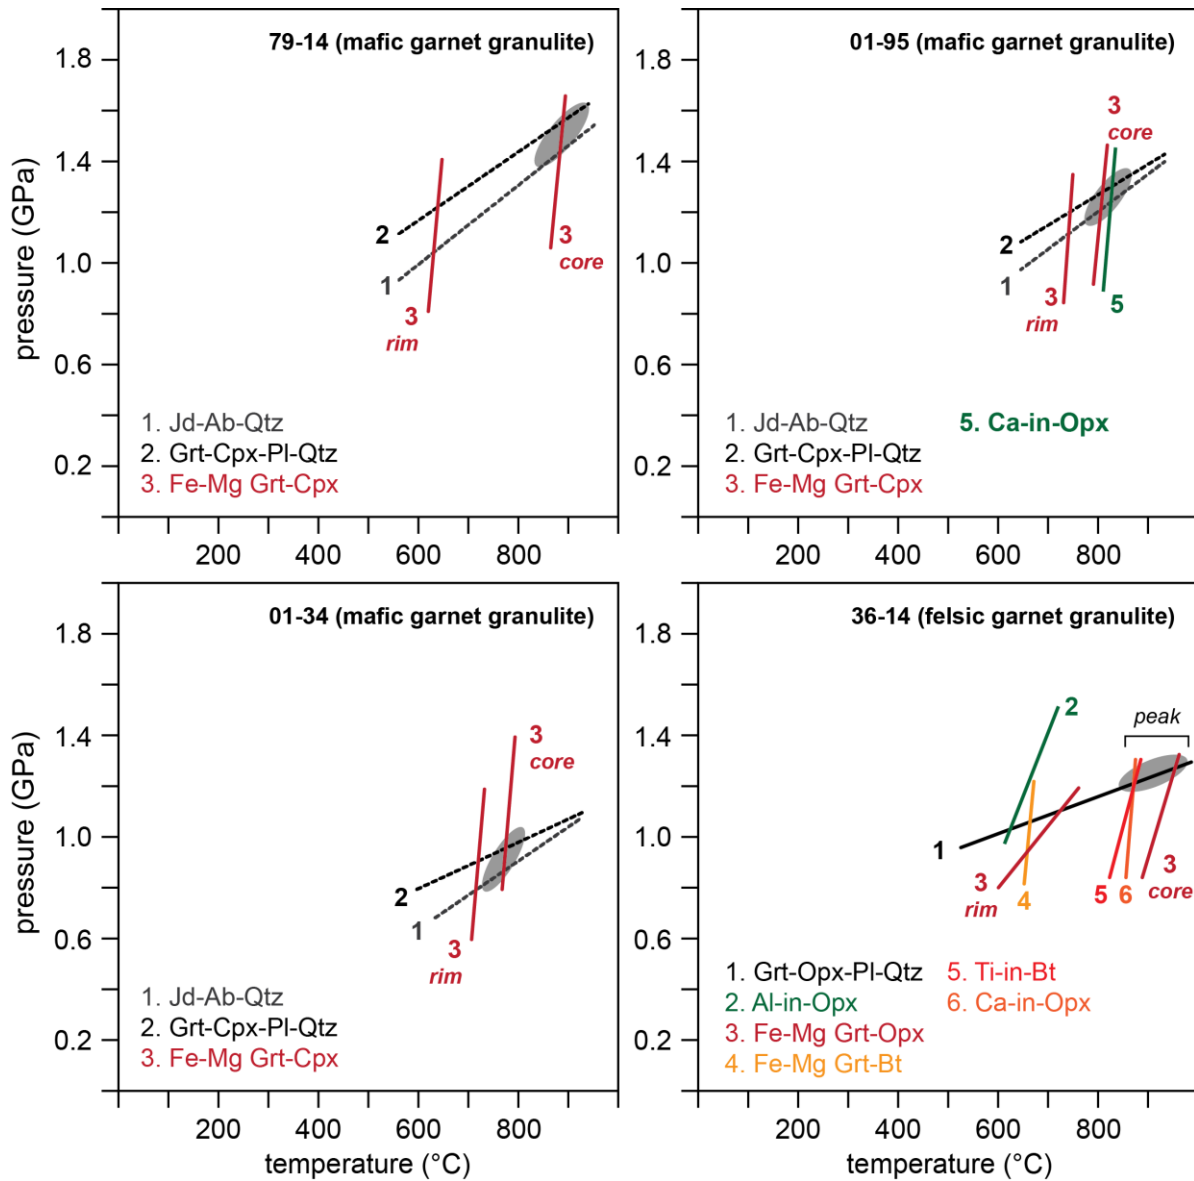 79-14 (mafic garnet granulite)
1.8
1.4
1.0
0.6
0.2
pressure (GPa)
2
1
3
rim
3
core
1. Jd-Ab-Qtz
2. Grt-Cpx-Pl-Qtz
3. Fe-Mg Grt-Cpx
200
400
600
800
01-95 (mafic garnet granulite)
1.8
1.4
1.0
0.6
0.2
3
core
2
1
3
rim
5
1. Jd-Ab-Qtz
5. Ca-in-Opx
2. Grt-Cpx-Pl-Qtz
3. Fe-Mg Grt-Cpx
200
400
600
800
01-34 (mafic garnet granulite)
1.8
1.4
1.0
0.6
0.2
pressure (GPa)
3
core
2
1
3
rim
1. Jd-Ab-Qtz
2. Grt-Cpx-Pl-Qtz
3. Fe-Mg Grt-Cpx
200
400
600
800
temperature (°C)
36-14 (felsic garnet granulite)
1.8
1.4
1.0
0.6
0.2
2
peak
1
3
rim
4
5
6
3
core
1. Grt-Opx-Pl-Qtz
5. Ti-in-Bt
2. Al-in-Opx
6. Ca-in-Opx
3. Fe-Mg Grt-Opx
4. Fe-Mg Grt-Bt
200
400
600
800
temperature (°C)